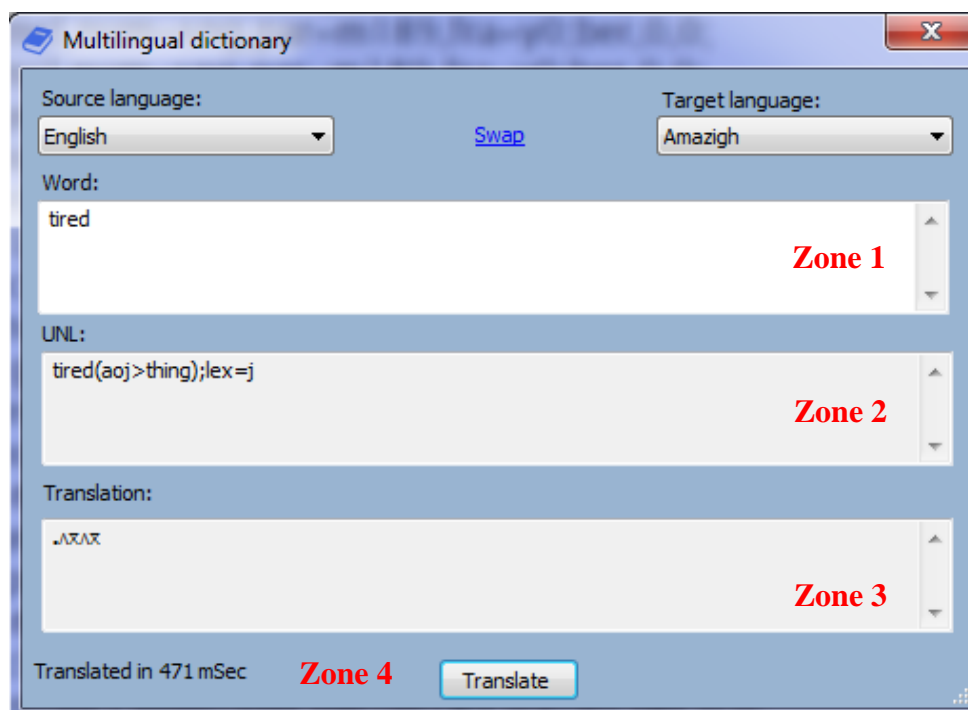 Multilingual dictionary
Source language:
Target language:
English
Swap
Amazigh
Word:
tired
Zone 1
UNL:
tired(aoj>thing);lex=j
Zone 2
Translation:
Zone 3
Translated in 471 mSec
Zone 4
Translate